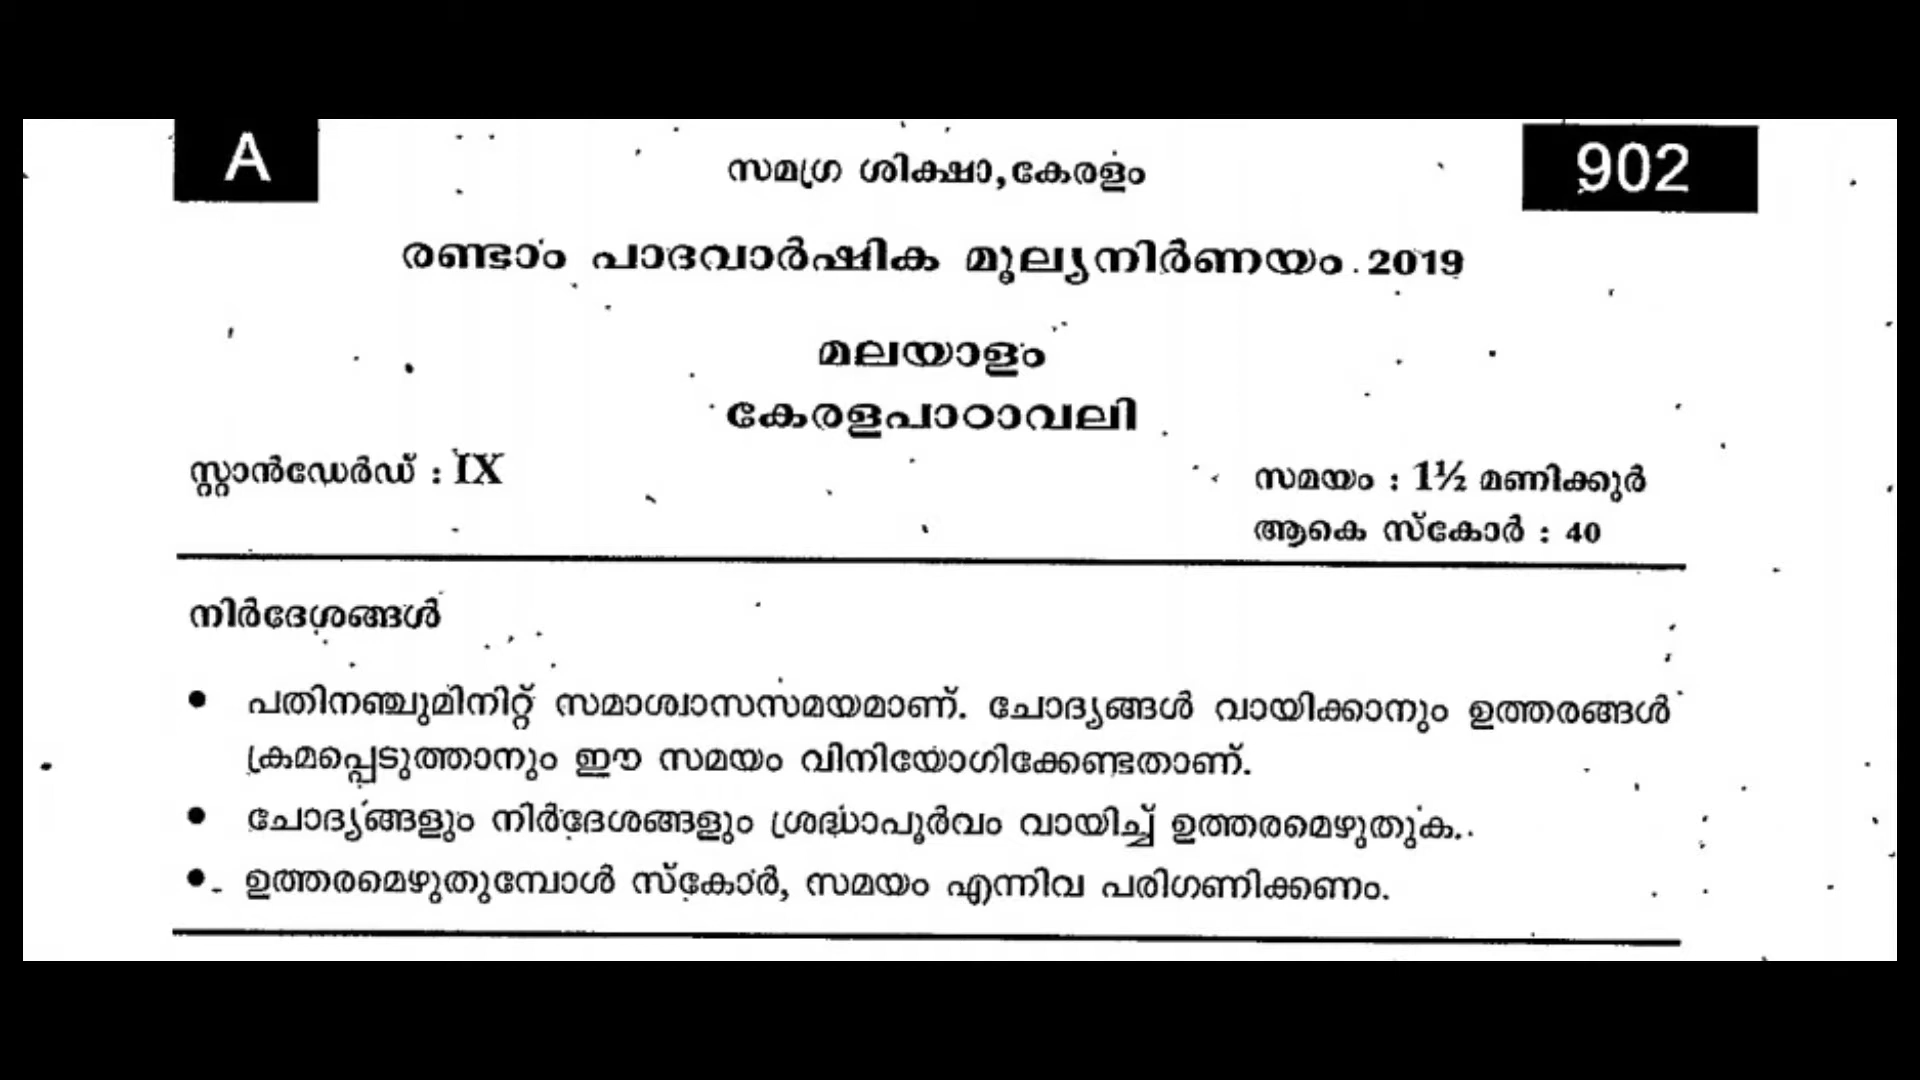 A
സമഗ്ര ശിക്ഷാ, കേരളം
902
രണ്ടാം പാദവാർഷിക മൂല്യനിർണയം 2019
മലയാളം
കേരളപാഠാവലി
സ്റ്റാൻഡേർഡ് : IX
സമയം : 1½ മണിക്കൂർ
ആകെ സ്കോർ : 40
നിർദേശങ്ങൾ
• പതിനഞ്ചുമിനിറ്റ് സമാശ്വാസസമയമാണ്. ചോദ്യങ്ങൾ വായിക്കാനും ഉത്തരങ്ങൾ
ക്രമപ്പെടുത്താനും ഈ സമയം വിനിയോഗിക്കേണ്ടതാണ്.
• ചോദ്യങ്ങളും നിർദേശങ്ങളും ശ്രദ്ധാപൂർവം വായിച്ച് ഉത്തരമെഴുതുക.
• ഉത്തരമെഴുതുമ്പോൾ സ്കോർ, സമയം എന്നിവ പരിഗണിക്കണം.